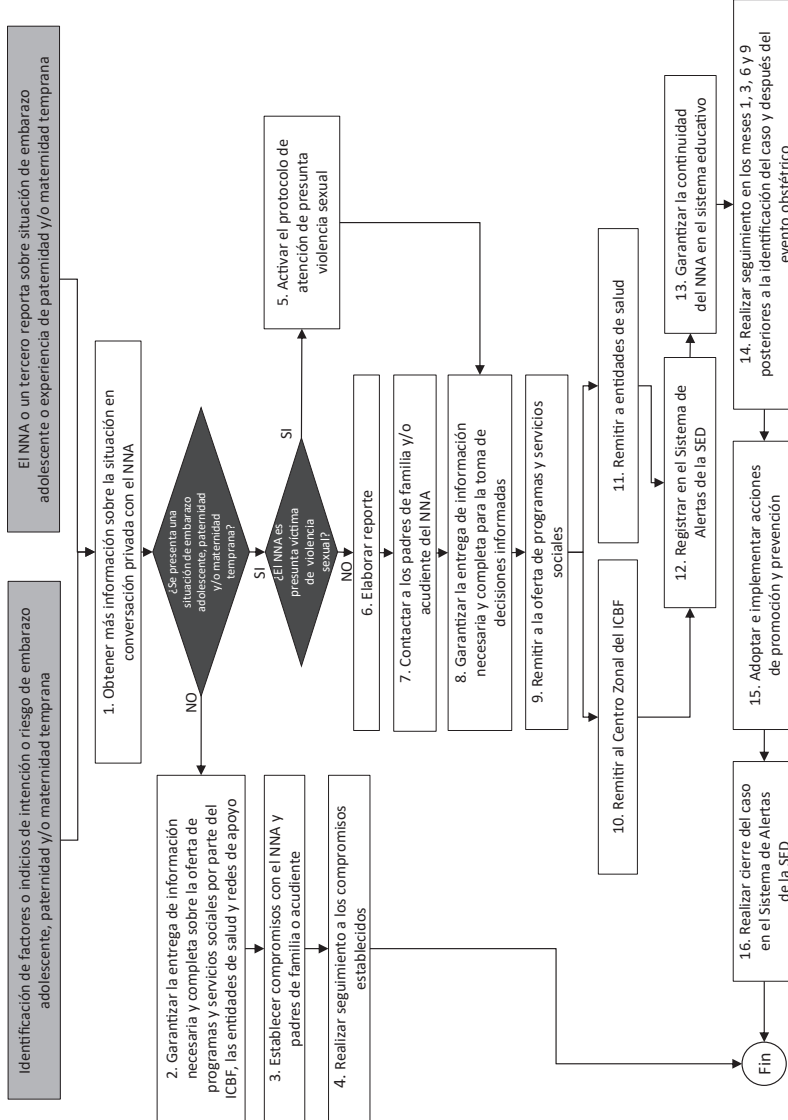 Identificación de factores o indicios de intención o riesgo de embarazo
adolescente, paternidad y/o maternidad temprana
El NNA o un tercero reporta sobre situación de embarazo
adolescente o experiencia de paternidad y/o maternidad temprana
1. Obtener más información sobre la situación en
conversación privada con el NNA
¿Se presenta una
situación de embarazo
adolescente, paternidad
y/o maternidad
temprana?
NO
SI
2. Garantizar la entrega de información
necesaria y completa sobre la oferta de
programas y servicios sociales por parte del
ICBF, las entidades de salud y redes de apoyo
3. Establecer compromisos con el NNA y
padres de familia o acudiente
4. Realizar seguimiento a los compromisos
establecidos
¿El NNA es
presunta víctima
de violencia
sexual?
SI
NO
5. Activar el protocolo de
atención de presunta
violencia sexual
6. Elaborar reporte
7. Contactar a los padres de familia y/o
acudiente del NNA
8. Garantizar la entrega de información
necesaria y completa para la toma de
decisiones informadas
9. Remitir a la oferta de programas y servicios
sociales
10. Remitir al Centro Zonal del ICBF
11. Remitir a entidades de salud
12. Registrar en el Sistema de
Alertas de la SED
13. Garantizar la continuidad
del NNA en el sistema educativo
14. Realizar seguimiento en los meses 1, 3, 6 y 9
posteriores a la identificación del caso y después del
evento obstétrico
15. Adoptar e implementar acciones
de promoción y prevención
16. Realizar cierre del caso
en el Sistema de Alertas
de la SED
Fin